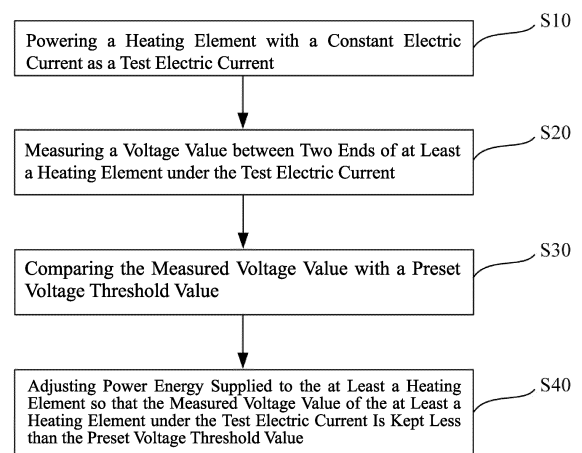 S10
Powering a Heating Element with a Constant Electric
Current as a Test Electric Current
S20
Measuring a Voltage Value between Two Ends of at Least
a Heating Element under the Test Electric Current
S30
Comparing the Measured Voltage Value with a Preset
Voltage Threshold Value
S40
Adjusting Power Energy Supplied to the at Least a Heating
Element so that the Measured Voltage Value of the at Least a
Heating Element under the Test Electric Current Is Kept Less
than the Preset Voltage Threshold Value